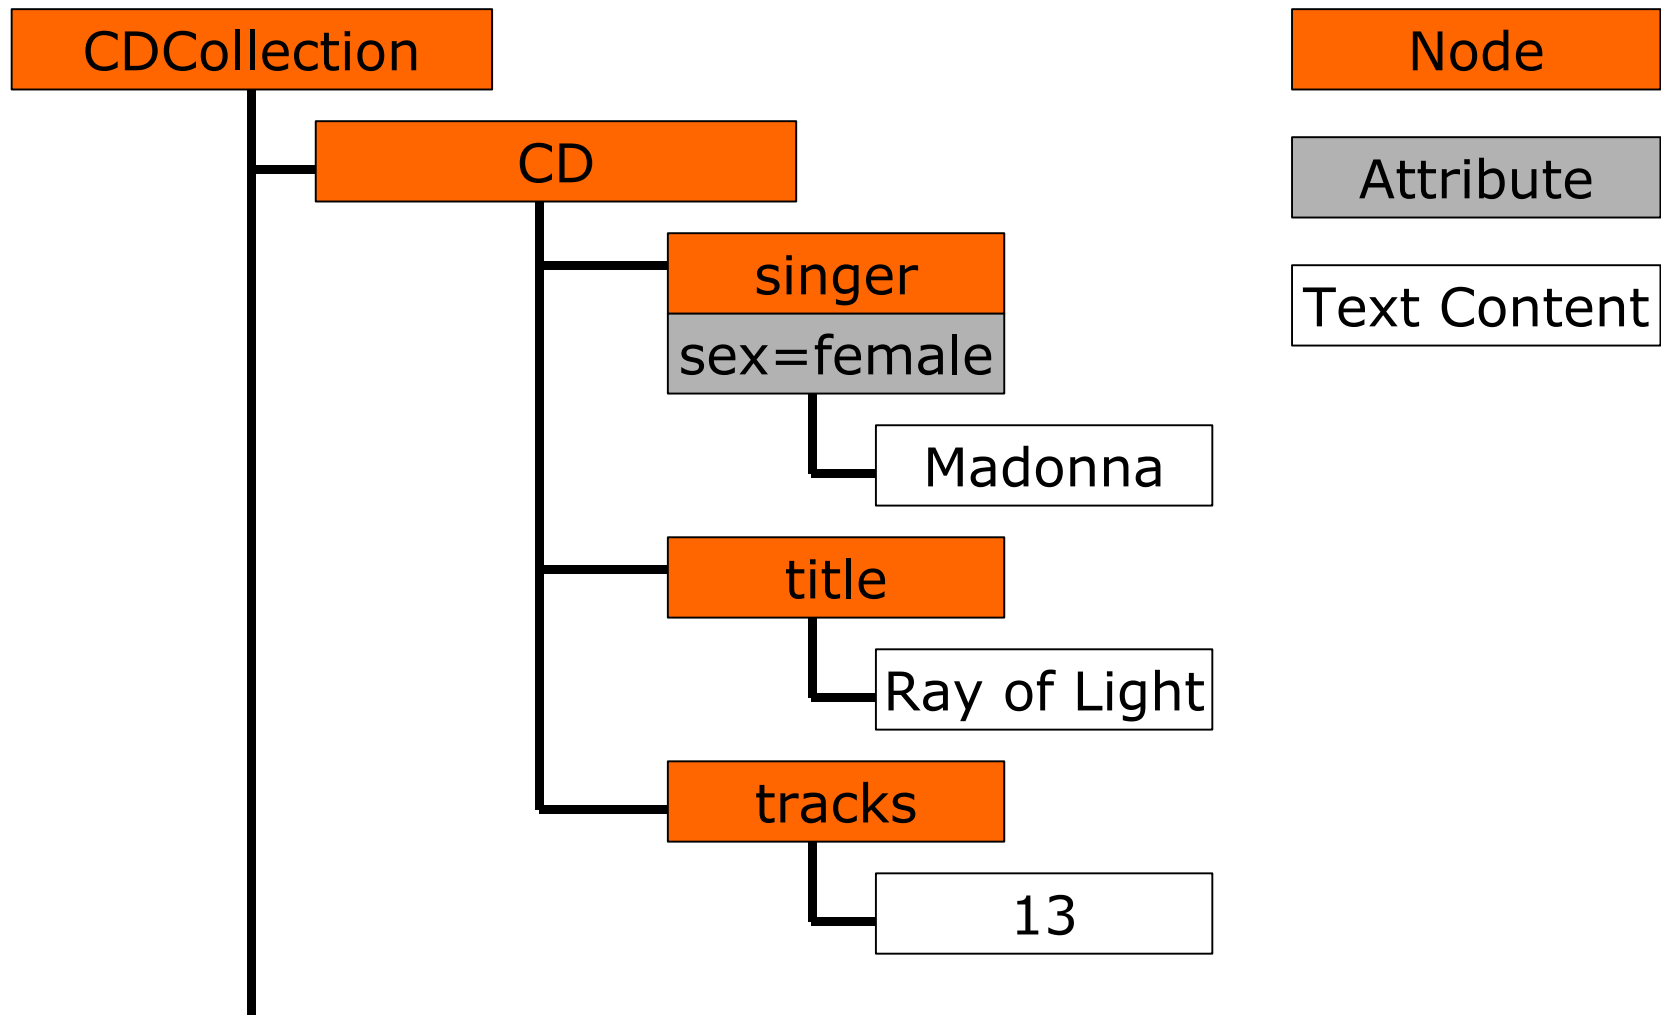 CDCollection
CD
singer
sex=female
Madonna
title
Ray of Light
tracks
13
Node
Attribute
Text Content